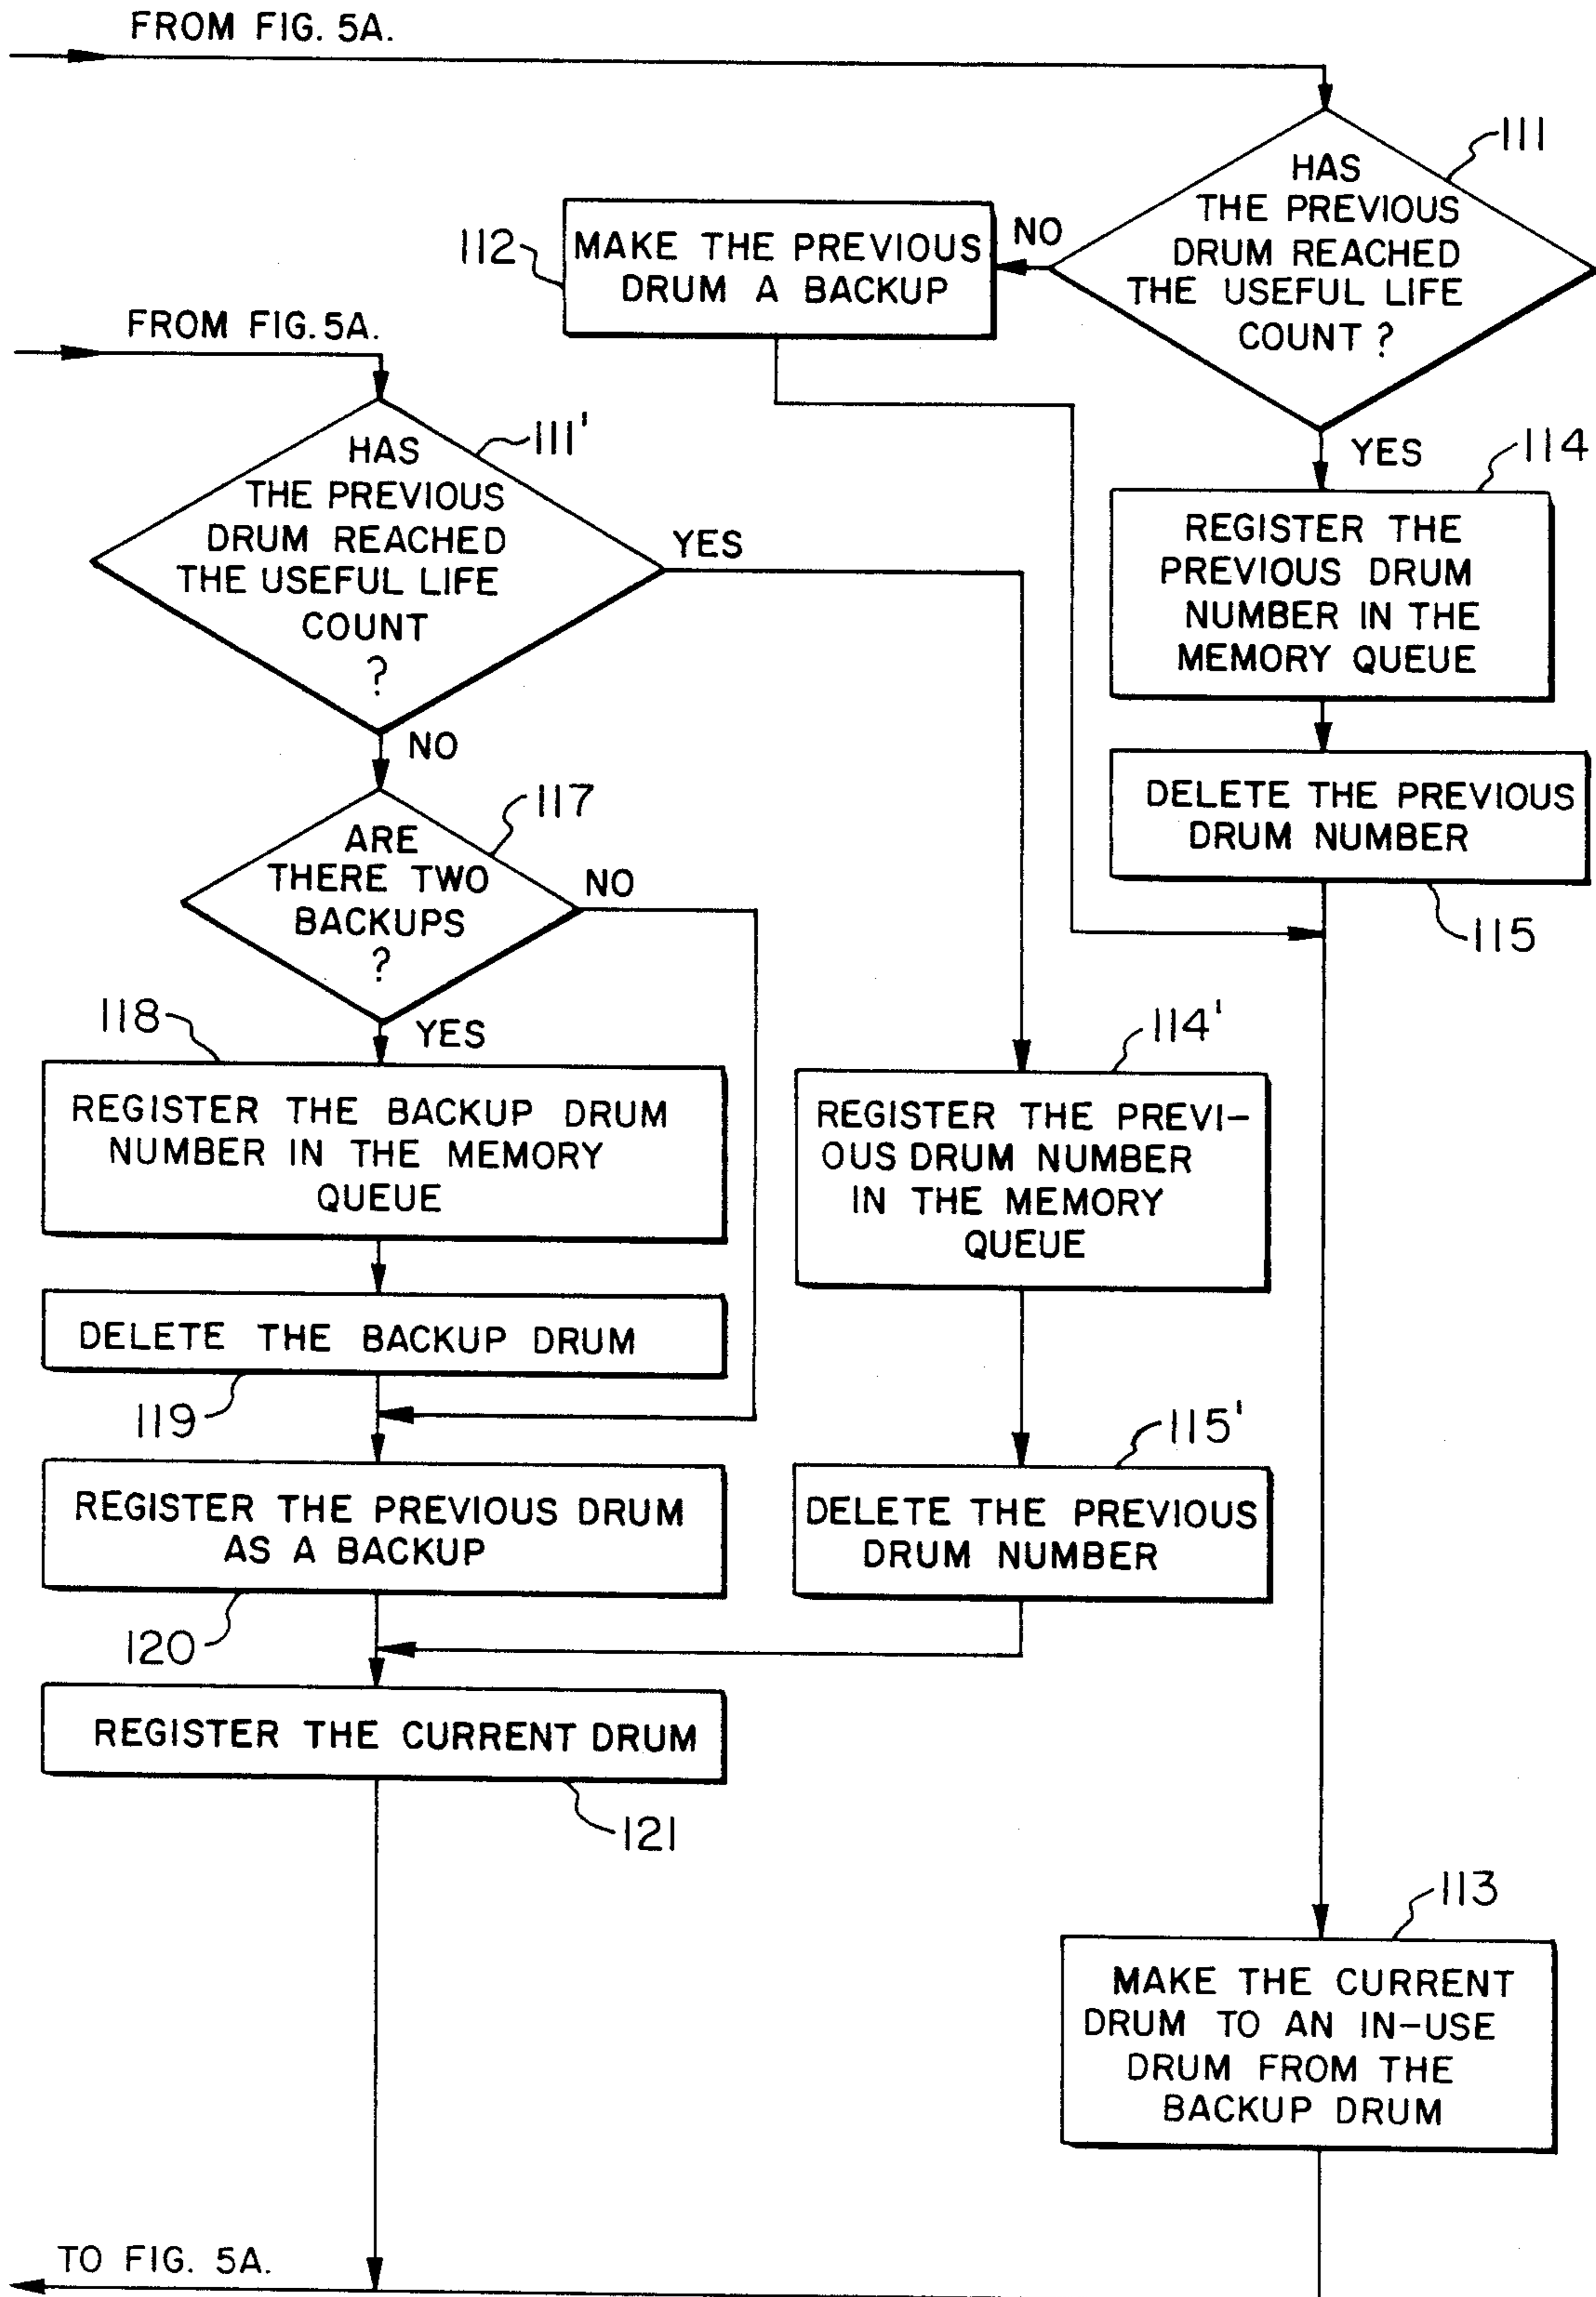 FROM FIG. 5A.
111
HAS
THE PREVIOUS
DRUM REACHED
THE USEFUL LIFE
COUNT ?
NO
112
MAKE THE PREVIOUS
DRUM A BACKUP
YES
114
REGISTER THE
PREVIOUS DRUM
NUMBER IN THE
MEMORY QUEUE
DELETE THE PREVIOUS
DRUM NUMBER
115
FROM FIG. 5A.
111'
HAS
THE PREVIOUS
DRUM REACHED
THE USEFUL LIFE
COUNT
?
YES
NO
117
ARE
THERE TWO
BACKUPS
?
NO
YES
118
REGISTER THE BACKUP DRUM
NUMBER IN THE MEMORY
QUEUE
DELETE THE BACKUP DRUM
119
114'
REGISTER THE PREVI-
OUS DRUM NUMBER
IN THE MEMORY
QUEUE
115'
DELETE THE PREVIOUS
DRUM NUMBER
REGISTER THE PREVIOUS DRUM
AS A BACKUP
120
REGISTER THE CURRENT DRUM
121
113
MAKE THE CURRENT
DRUM TO AN IN-USE
DRUM FROM THE
BACKUP DRUM
TO FIG. 5A.